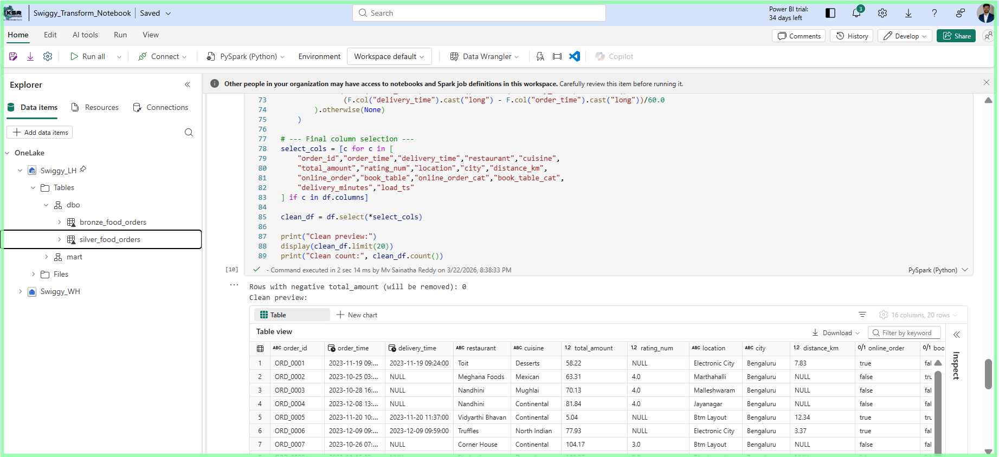 KSR
Swiggy_Transform_Notebook
Saved
Search
Power BI trial:
34 days left
3
?
Home
Edit
AI tools
Run
View
Comments
History
Develop
Share
Run all
Connect
PySpark (Python)
Environment
Workspace default
Data Wrangler
Copilot
Explorer
Data items
Resources
Connections
Add data items
OneLake
Swiggy_LH
Tables
dbo
bronze_food_orders
silver_food_orders
mart
Files
Swiggy_WH
Other people in your organization may have access to notebooks and Spark job definitions in this workspace. Carefully review this item before running it.
73 (F.col("delivery_time").cast("long") - F.col("order_time").cast("long"))/60.0
74 ).otherwise(None)
75 )
76
77 # --- Final column selection ---
78 select_cols = [c for c in [
79 "order_id","order_time","delivery_time","restaurant","cuisine",
80 "total_amount","rating_num","location","city","distance_km",
81 "online_order","book_table","online_order_cat","book_table_cat",
82 "delivery_minutes","load_ts"
83 ] if c in df.columns]
84
85 clean_df = df.select(*select_cols)
86
87 print("Clean preview:")
88 display(clean_df.limit(20))
89 print("Clean count:", clean_df.count())
[10]
- Command executed in 2 sec 14 ms by Mv Sainatha Reddy on 3/22/2026, 8:38:33 PM
PySpark (Python)
Rows with negative total_amount (will be removed): 0
Clean preview:
Table
New chart
16 columns, 20 rows
Table view
Download
Filter by keyword
Inspect
ABC order_id order_time delivery_time ABC restaurant ABC cuisine 1.2 total_amount 1.2 rating_num ABC location ABC city 1.2 distance_km 0/1 online_order 0/1 boo
1 ORD_0001 2023-11-19 09:... 2023-11-19 09:24:00 Toit Desserts 58.22 NULL Electronic City Bengaluru 7.83 true fal
2 ORD_0002 2023-10-25 03:... NULL Meghana Foods Mexican 63.31 4.0 Marthahalli Bengaluru NULL false tru
3 ORD_0003 2023-10-28 16:... NULL Nandhini Mughlai 70.13 4.0 Malleshwaram Bengaluru NULL false fal
4 ORD_0004 2023-12-08 13:... NULL Nandhini Continental 81.84 4.0 Jayanagar Bengaluru NULL false fal
5 ORD_0005 2023-11-20 10:... 2023-11-20 11:37:00 Vidyarthi Bhavan Continental 5.04 NULL Btm Layout Bengaluru 12.34 true tru
6 ORD_0006 2023-12-09 09:... 2023-12-09 09:59:00 Truffles North Indian 77.93 NULL Electronic City Bengaluru 3.37 true fal
7 ORD_0007 2023-10-26 07:... NULL Corner House Continental 104.17 3.0 Btm Layout Bengaluru NULL false fal